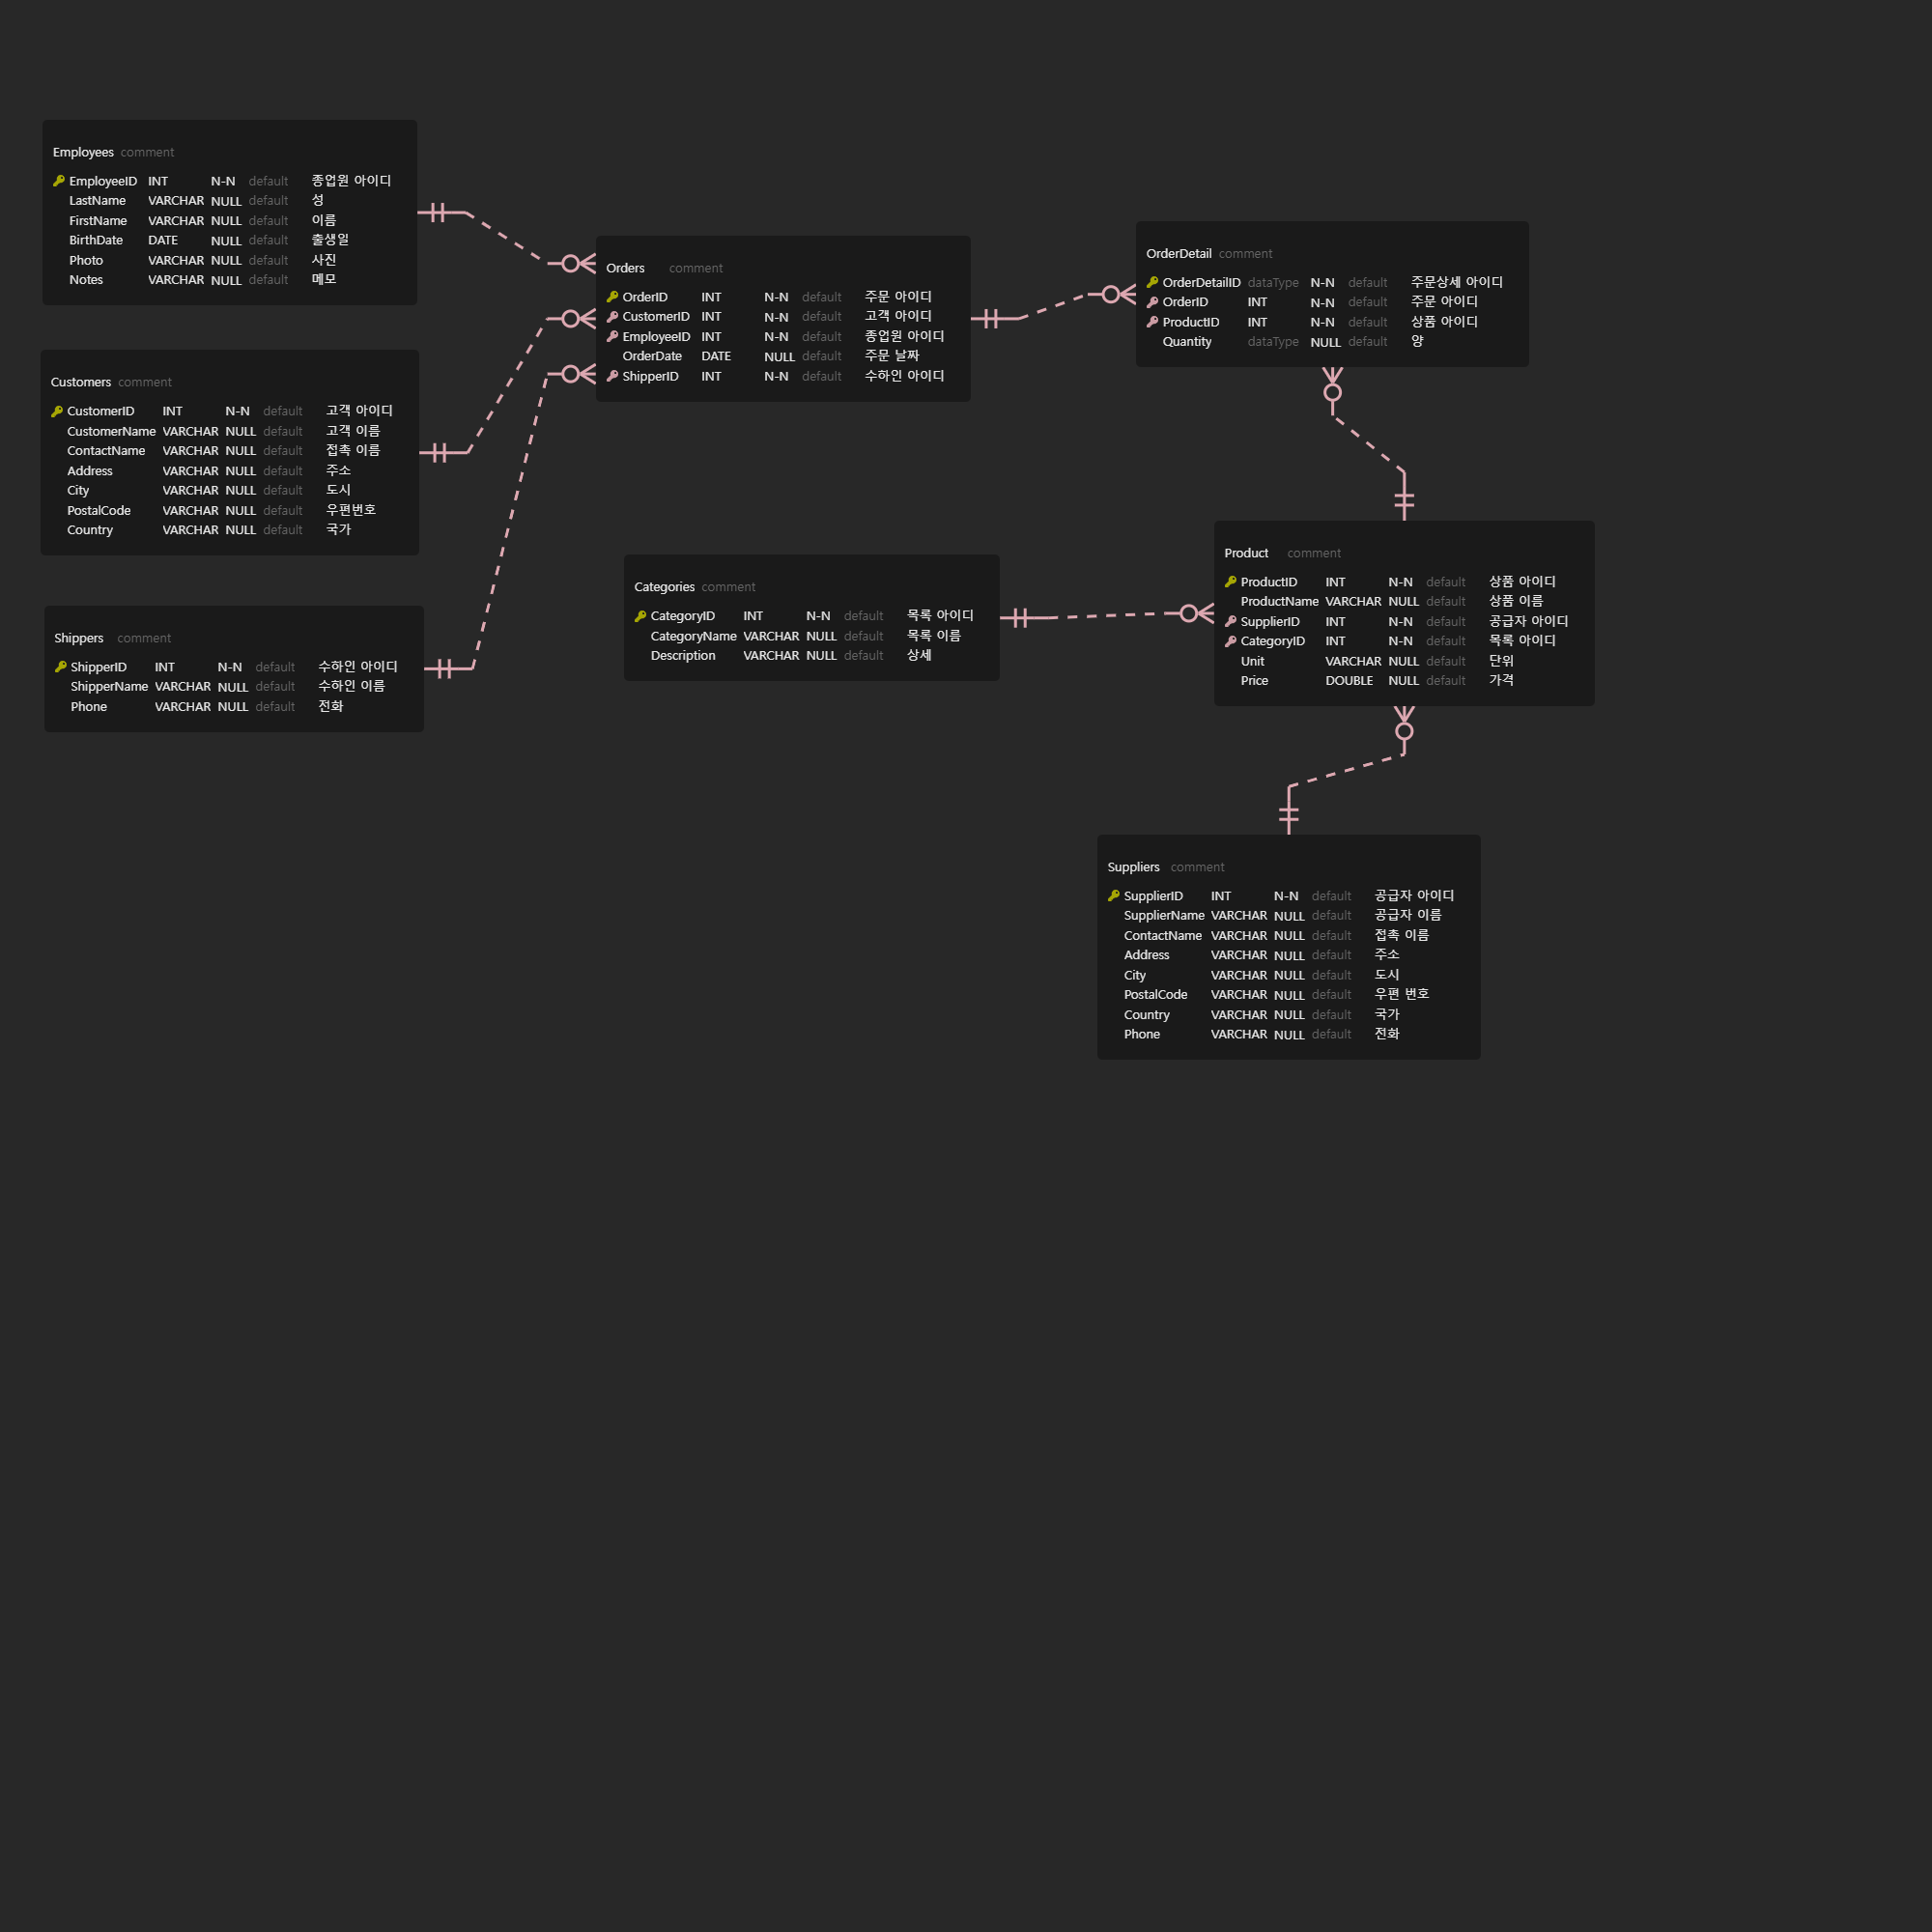 Employees comment
EmployeeID INT N-N default 종업원 아이디
LastName VARCHAR NULL default 성
FirstName VARCHAR NULL default 이름
BirthDate DATE NULL default 출생일
Photo VARCHAR NULL default 사진
Notes VARCHAR NULL default 메모
Customers comment
CustomerID INT N-N default 고객 아이디
CustomerName VARCHAR NULL default 고객 이름
ContactName VARCHAR NULL default 접촉 이름
Address VARCHAR NULL default 주소
City VARCHAR NULL default 도시
PostalCode VARCHAR NULL default 우편번호
Country VARCHAR NULL default 국가
Shippers comment
ShipperID INT N-N default 수하인 아이디
ShipperName VARCHAR NULL default 수하인 이름
Phone VARCHAR NULL default 전화
Orders comment
OrderID INT N-N default 주문 아이디
CustomerID INT N-N default 고객 아이디
EmployeeID INT N-N default 종업원 아이디
OrderDate DATE NULL default 주문 날짜
ShipperID INT N-N default 수하인 아이디
Categories comment
CategoryID INT N-N default 목록 아이디
CategoryName VARCHAR NULL default 목록 이름
Description VARCHAR NULL default 상세
OrderDetail comment
OrderDetailID dataType N-N default 주문상세 아이디
OrderID INT N-N default 주문 아이디
ProductID INT N-N default 상품 아이디
Quantity dataType NULL default 양
Product comment
ProductID INT N-N default 상품 아이디
ProductName VARCHAR NULL default 상품 이름
SupplierID INT N-N default 공급자 아이디
CategoryID INT N-N default 목록 아이디
Unit VARCHAR NULL default 단위
Price DOUBLE NULL default 가격
Suppliers comment
SupplierID INT N-N default 공급자 아이디
SupplierName VARCHAR NULL default 공급자 이름
ContactName VARCHAR NULL default 접촉 이름
Address VARCHAR NULL default 주소
City VARCHAR NULL default 도시
PostalCode VARCHAR NULL default 우편 번호
Country VARCHAR NULL default 국가
Phone VARCHAR NULL default 전화